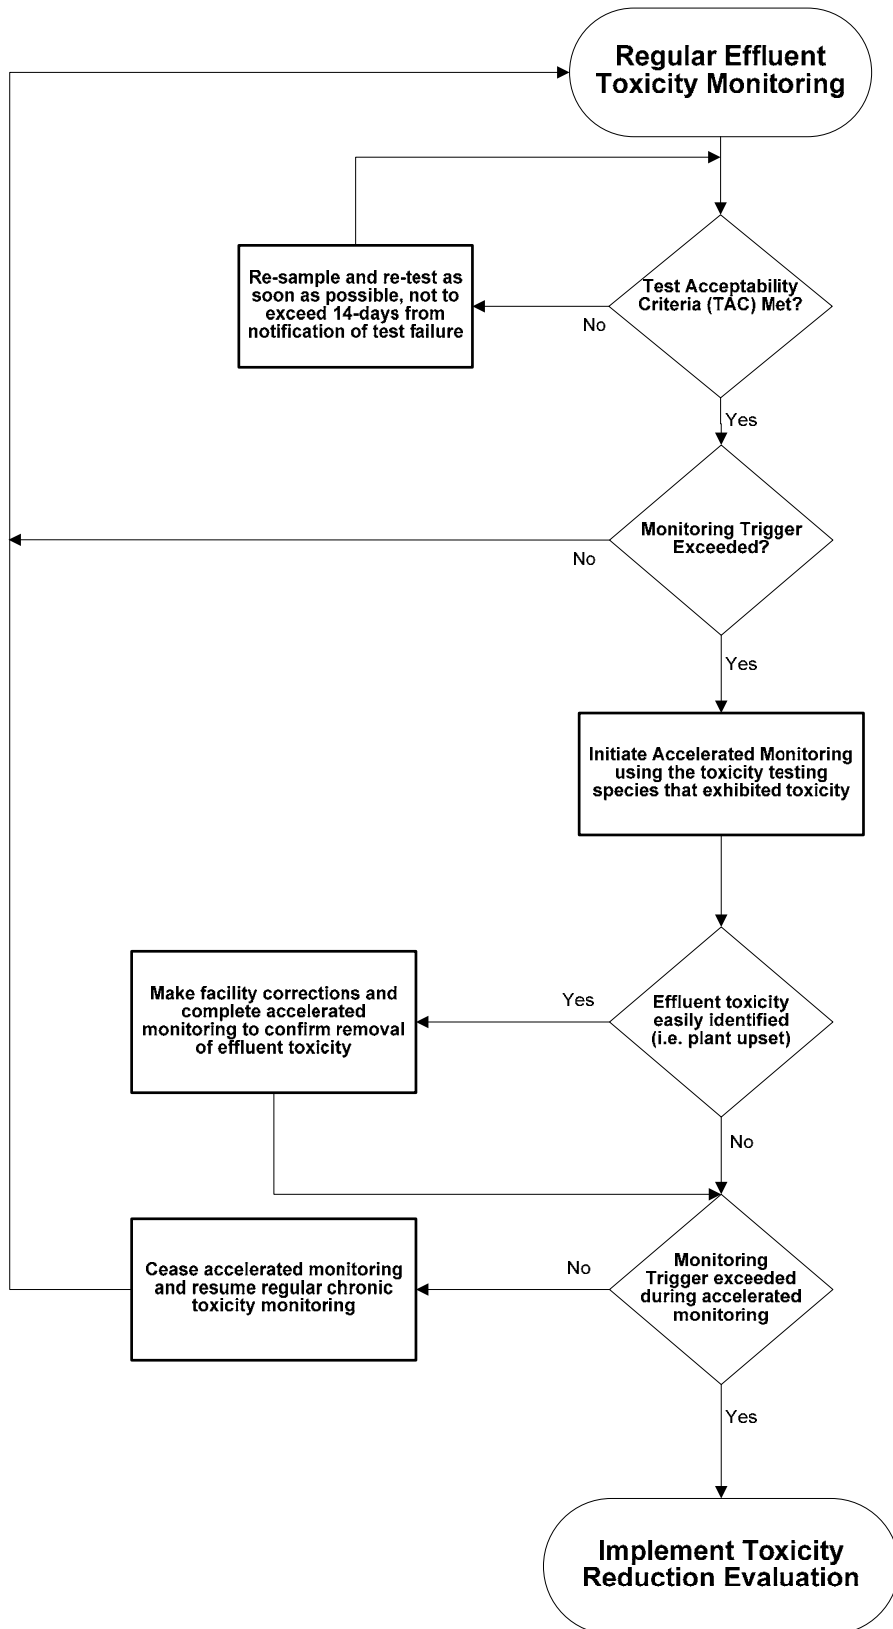 Regular Effluent
Toxicity Monitoring
Test Acceptability
Criteria (TAC) Met?
No
Re-sample and re-test as
soon as possible, not to
exceed 14-days from
notification of test failure
Yes
Monitoring Trigger
Exceeded?
No
Yes
Initiate Accelerated Monitoring
using the toxicity testing
species that exhibited toxicity
Effluent toxicity
easily identified
(i.e. plant upset)
Yes
Make facility corrections and
complete accelerated
monitoring to confirm removal
of effluent toxicity
No
Monitoring
Trigger exceeded
during accelerated
monitoring
No
Cease accelerated monitoring
and resume regular chronic
toxicity monitoring
Yes
Implement Toxicity
Reduction Evaluation